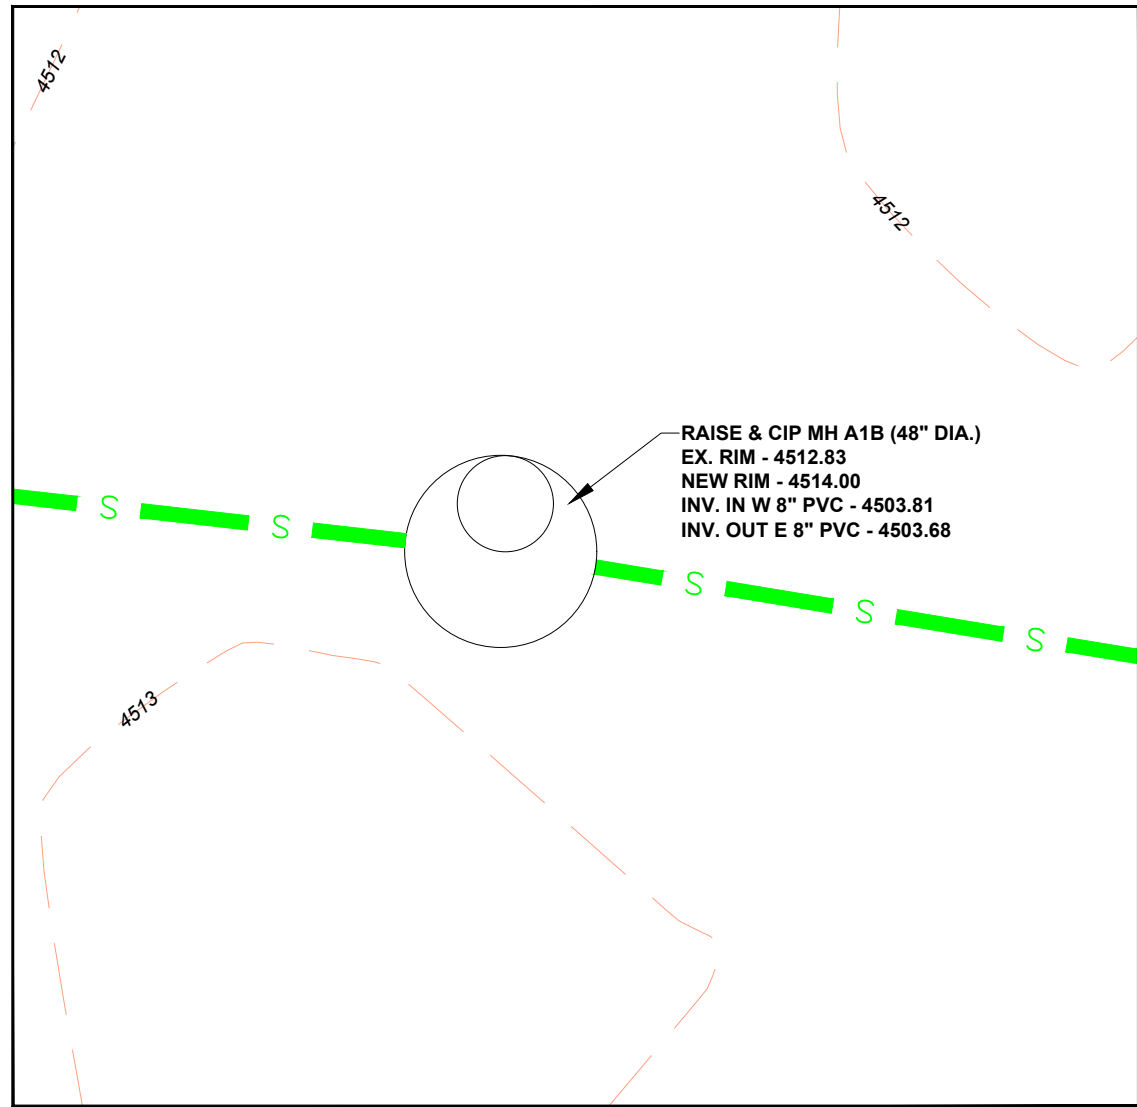 4512
4512
RAISE & CIP MH A1B (48" DIA.)
EX. RIM - 4512.83
NEW RIM - 4514.00
INV. IN W 8" PVC - 4503.81
INV. OUT E 8" PVC - 4503.68
S
S
S
S
S
4513